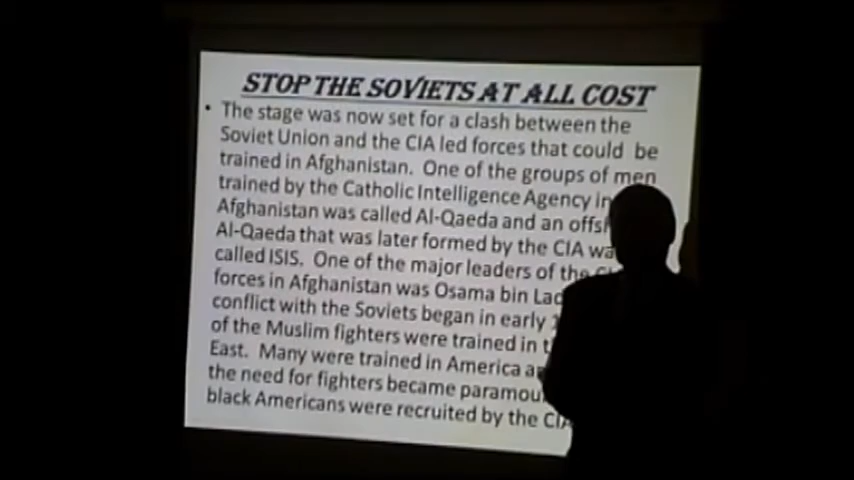 STOP THE SOVIETS AT ALL COST
• The stage was now set for a clash between the
Soviet Union and the CIA led forces that could be
trained in Afghanistan. One of the groups of men
trained by the Catholic Intelligence Agency in
Afghanistan was called Al-Qaeda and an
Al-Qaeda that was later formed by the CIA
called ISIS. One of the major leaders of the
forces in Afghanistan was Osama bin
conflict with the Soviets began in early
of the Muslim fighters were trained in
East. Many were trained in America
the need for fighters became
black Americans were recruited by the CIA